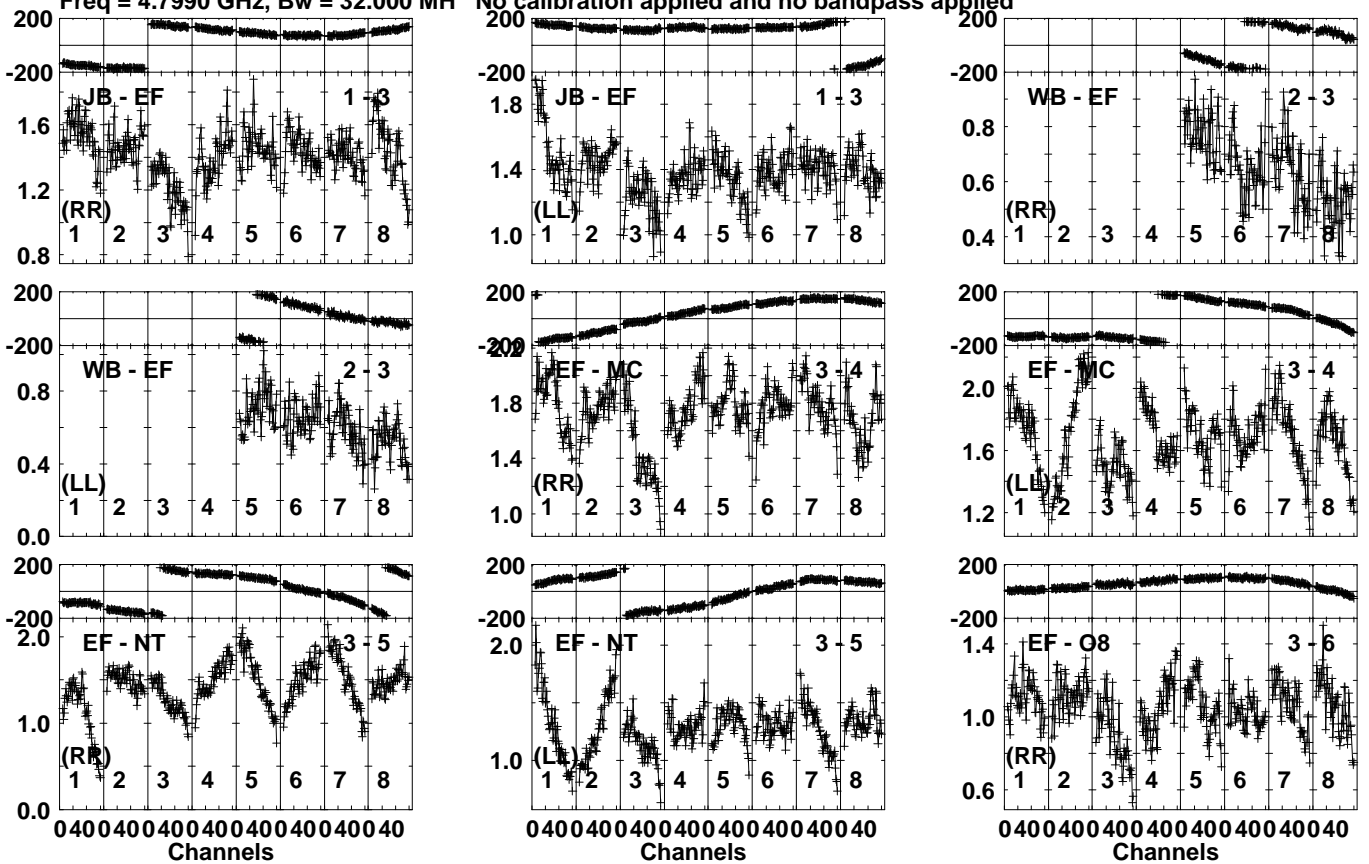 Freq = 4.7990 GHz, Bw = 32.000 MH No calibration applied and no bandpass applied
200
-200
JB - EF 1 - 3
1.6
1.2
0.8
(RR)
1 2 3 4 5 6 7 8
200
-200
JB - EF 1 - 3
1.8
1.4
1.0
(LL)
1 2 3 4 5 6 7 8
200
-200
WB - EF 2 - 3
0.8
0.6
0.4
(RR)
1 2 3 4 5 6 7 8
200
-200
WB - EF 2 - 3
0.8
0.4
0.0
(LL)
1 2 3 4 5 6 7 8
200
-200
2.2
EF - MC 3 - 4
1.8
1.4
1.0
(RR)
1 2 3 4 5 6 7 8
200
-200
EF - MC 3 - 4
2.0
1.6
1.2
(LL)
1 2 3 4 5 6 7 8
200
-200
2.0
EF - NT 3 - 5
1.0
0.0
(RR)
1 2 3 4 5 6 7 8
0 40 0 40 0 40 0 40 0 40 0 40 0 40 0 40
Channels
200
-200
2.0
EF - NT 3 - 5
1.0
(LL)
1 2 3 4 5 6 7 8
0 40 0 40 0 40 0 40 0 40 0 40 0 40 0 40
Channels
200
-200
EF - O8 3 - 6
1.4
1.0
0.6
(RR)
1 2 3 4 5 6 7 8
0 40 0 40 0 40 0 40 0 40 0 40 0 40 0 40
Channels